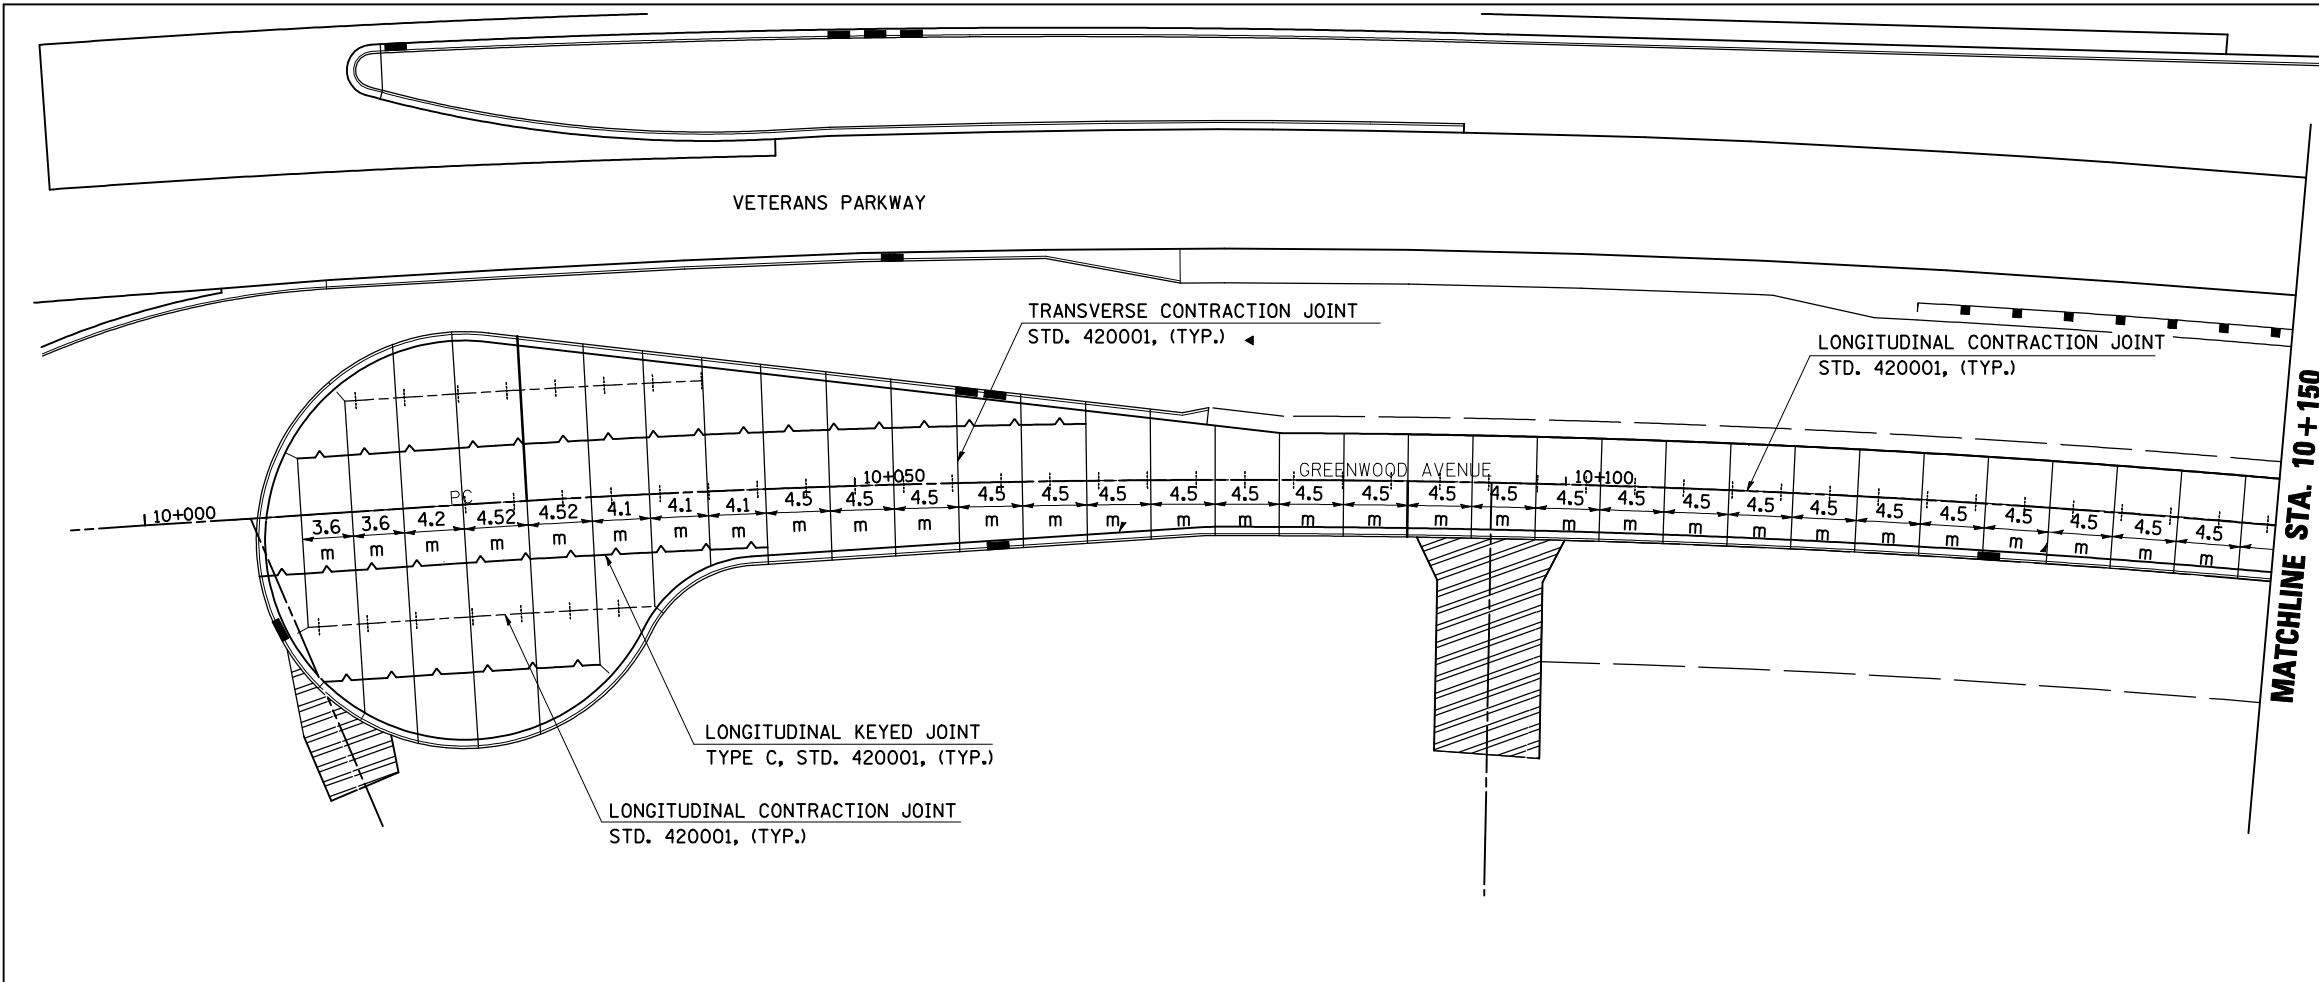 VETERANS PARKWAY
TRANSVERSE CONTRACTION JOINT
STD. 420001, (TYP.)
LONGITUDINAL CONTRACTION JOINT
STD. 420001, (TYP.)
MATCHLINE STA. 10+150
GREENWOOD AVENUE
10+000
PC
10+050
10+100
3.6 3.6 4.2 4.52 4.52 4.1 4.1 4.1 4.5 4.5 4.5 4.5 4.5 4.5 4.5 4.5 4.5 4.5 4.5 4.5 4.5 4.5 4.5 4.5 4.5 4.5 4.5 4.5 4.5 4.5 4.5
m m m m m m m m m m m m m m m m m m m m m m m m m m m m m m m
LONGITUDINAL KEYED JOINT
TYPE C, STD. 420001, (TYP.)
LONGITUDINAL CONTRACTION JOINT
STD. 420001, (TYP.)